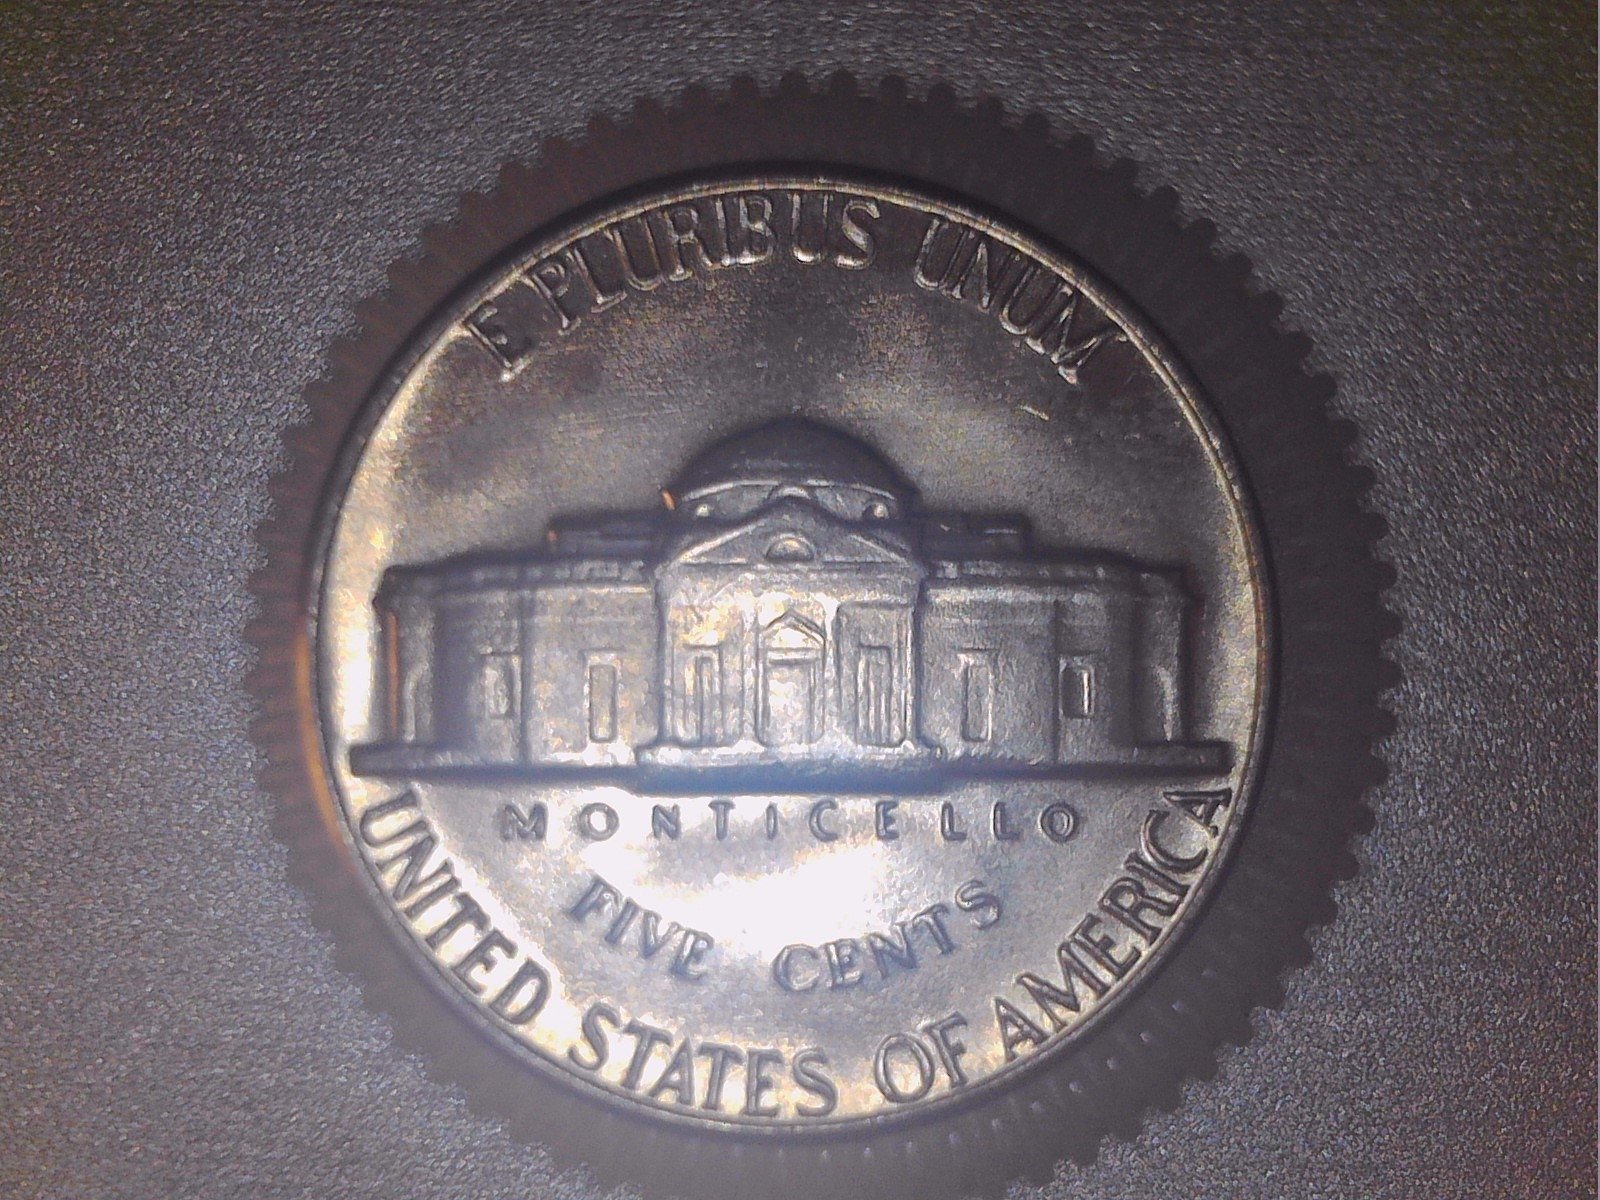 E PLURIBUS UNUM
MONTICELLO
FIVE CENTS
UNITED STATES OF AMERICA